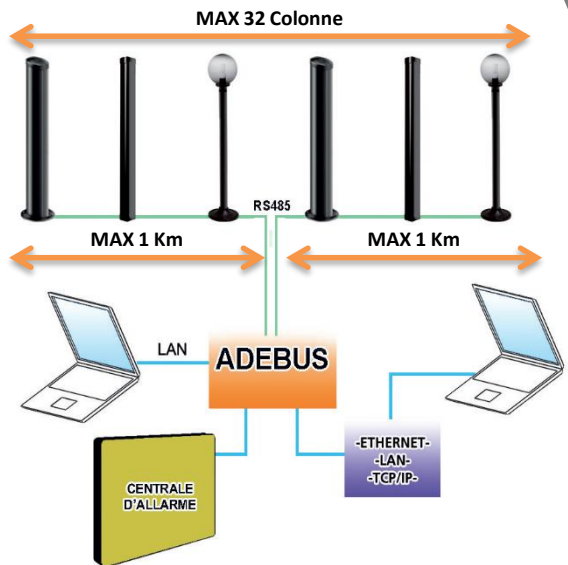 MAX 32 Colonne
RS485
MAX 1 Km
MAX 1 Km
LAN
ADEBUS
-ETHERNET-
-LAN-
-TCP/IP-
CENTRALE
D'ALLARME